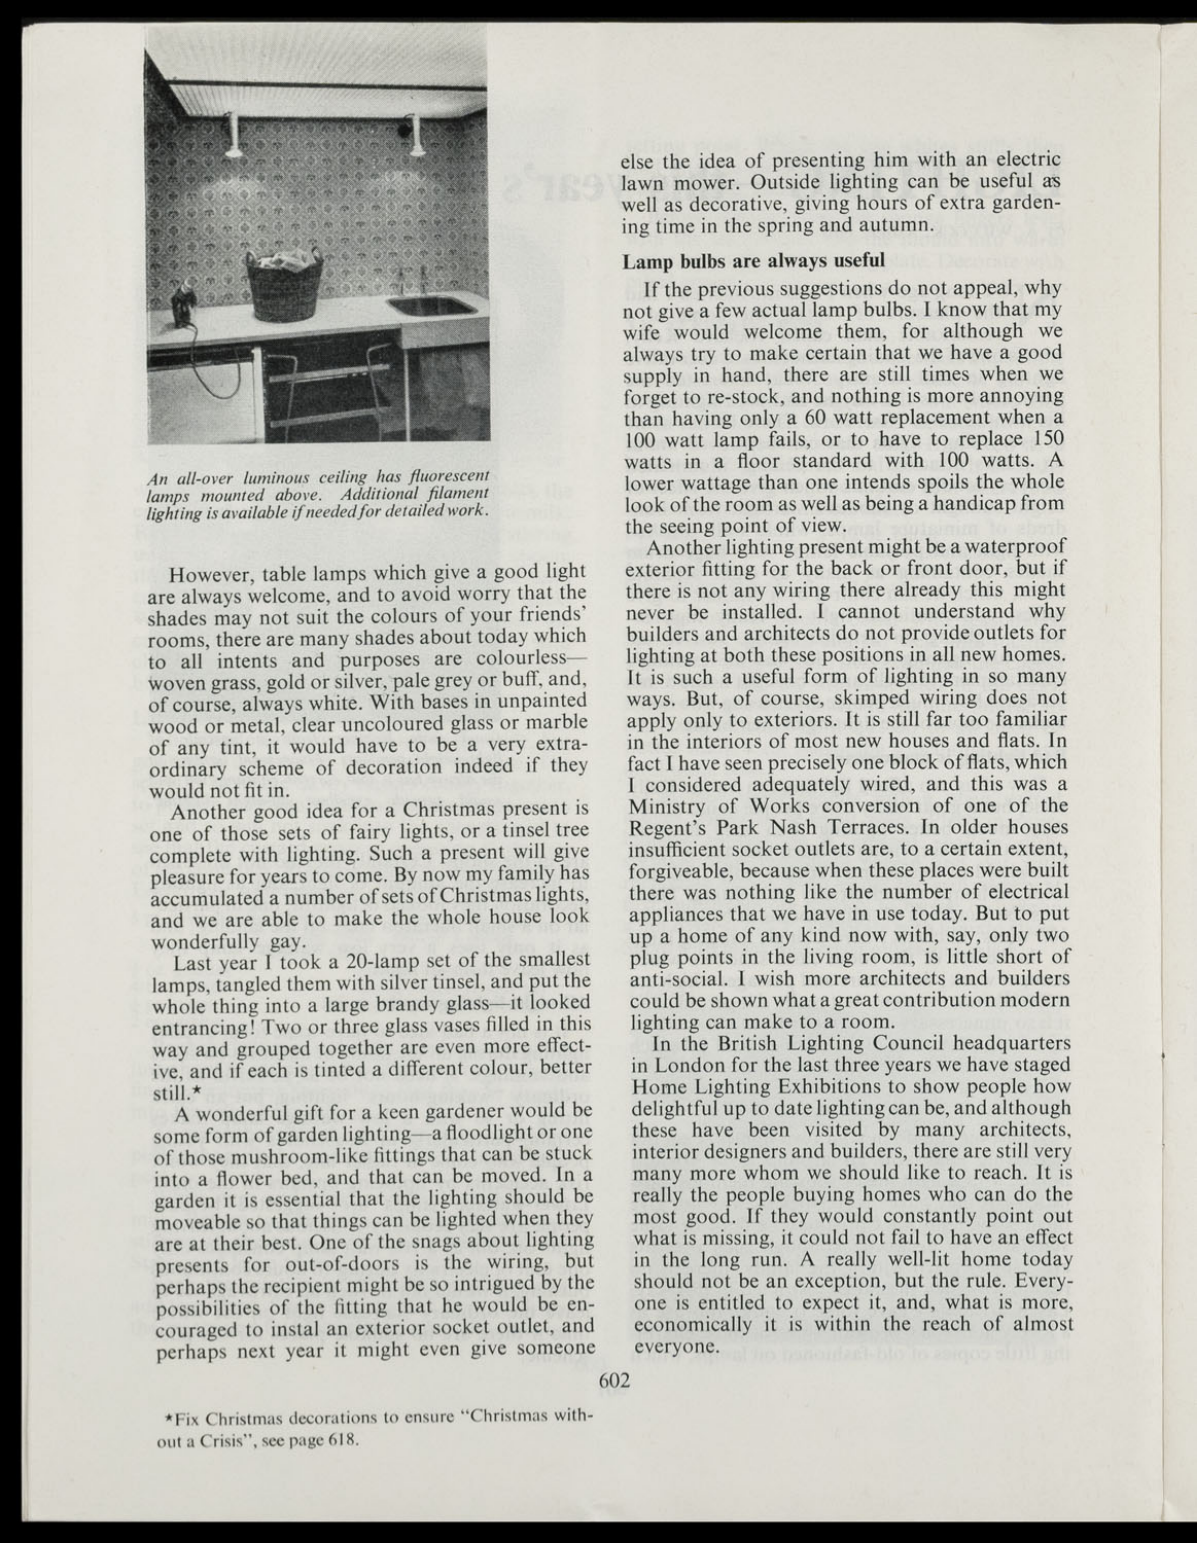 An all-over luminous ceiling has fluorescent
lamps mounted above. Additional filament
lighting is available if needed for detailed work.
However, table lamps which give a good light
are always welcome, and to avoid worry that the
shades may not suit the colours of your friends'
rooms, there are many shades about today which
to all intents and purposes are colourless—
woven grass, gold or silver, pale grey or buff, and,
of course, always white. With bases in unpainted
wood or metal, clear uncoloured glass or marble
of any tint, it would have to be a very extra-
ordinary scheme of decoration indeed if they
would not fit in.
Another good idea for a Christmas present is
one of those sets of fairy lights, or a tinsel tree
complete with lighting. Such a present will give
pleasure for years to come. By now my family has
accumulated a number of sets of Christmas lights,
and we are able to make the whole house look
wonderfully gay.
Last year I took a 20-lamp set of the smallest
lamps, tangled them with silver tinsel, and put the
whole thing into a large brandy glass—it looked
entrancing! Two or three glass vases filled in this
way and grouped together are even more effect-
ive, and if each is tinted a different colour, better
still.*
A wonderful gift for a keen gardener would be
some form of garden lighting—a floodlight or one
of those mushroom-like fittings that can be stuck
into a flower bed, and that can be moved. In a
garden it is essential that the lighting should be
moveable so that things can be lighted when they
are at their best. One of the snags about lighting
presents for out-of-doors is the wiring, but
perhaps the recipient might be so intrigued by the
possibilities of the fitting that he would be en-
couraged to instal an exterior socket outlet, and
perhaps next year it might even give someone
else the idea of presenting him with an electric
lawn mower. Outside lighting can be useful as
well as decorative, giving hours of extra garden-
ing time in the spring and autumn.
Lamp bulbs are always useful
If the previous suggestions do not appeal, why
not give a few actual lamp bulbs. I know that my
wife would welcome them, for although we
always try to make certain that we have a good
supply in hand, there are still times when we
forget to re-stock, and nothing is more annoying
than having only a 60 watt replacement when a
100 watt lamp fails, or to have to replace 150
watts in a floor standard with 100 watts. A
lower wattage than one intends spoils the whole
look of the room as well as being a handicap from
the seeing point of view.
Another lighting present might be a waterproof
exterior fitting for the back or front door, but if
there is not any wiring there already this might
never be installed. I cannot understand why
builders and architects do not provide outlets for
lighting at both these positions in all new homes.
It is such a useful form of lighting in so many
ways. But, of course, skimped wiring does not
apply only to exteriors. It is still far too familiar
in the interiors of most new houses and flats. In
fact I have seen precisely one block of flats, which
I considered adequately wired, and this was a
Ministry of Works conversion of one of the
Regent's Park Nash Terraces. In older houses
insufficient socket outlets are, to a certain extent,
forgiveable, because when these places were built
there was nothing like the number of electrical
appliances that we have in use today. But to put
up a home of any kind now with, say, only two
plug points in the living room, is little short of
anti-social. I wish more architects and builders
could be shown what a great contribution modern
lighting can make to a room.
In the British Lighting Council headquarters
in London for the last three years we have staged
Home Lighting Exhibitions to show people how
delightful up to date lighting can be, and although
these have been visited by many architects,
interior designers and builders, there are still very
many more whom we should like to reach. It is
really the people buying homes who can do the
most good. If they would constantly point out
what is missing, it could not fail to have an effect
in the long run. A really well-lit home today
should not be an exception, but the rule. Every-
one is entitled to expect it, and, what is more,
economically it is within the reach of almost
everyone.
602
*Fix Christmas decorations to ensure "Christmas with-
out a Crisis", see page 618.